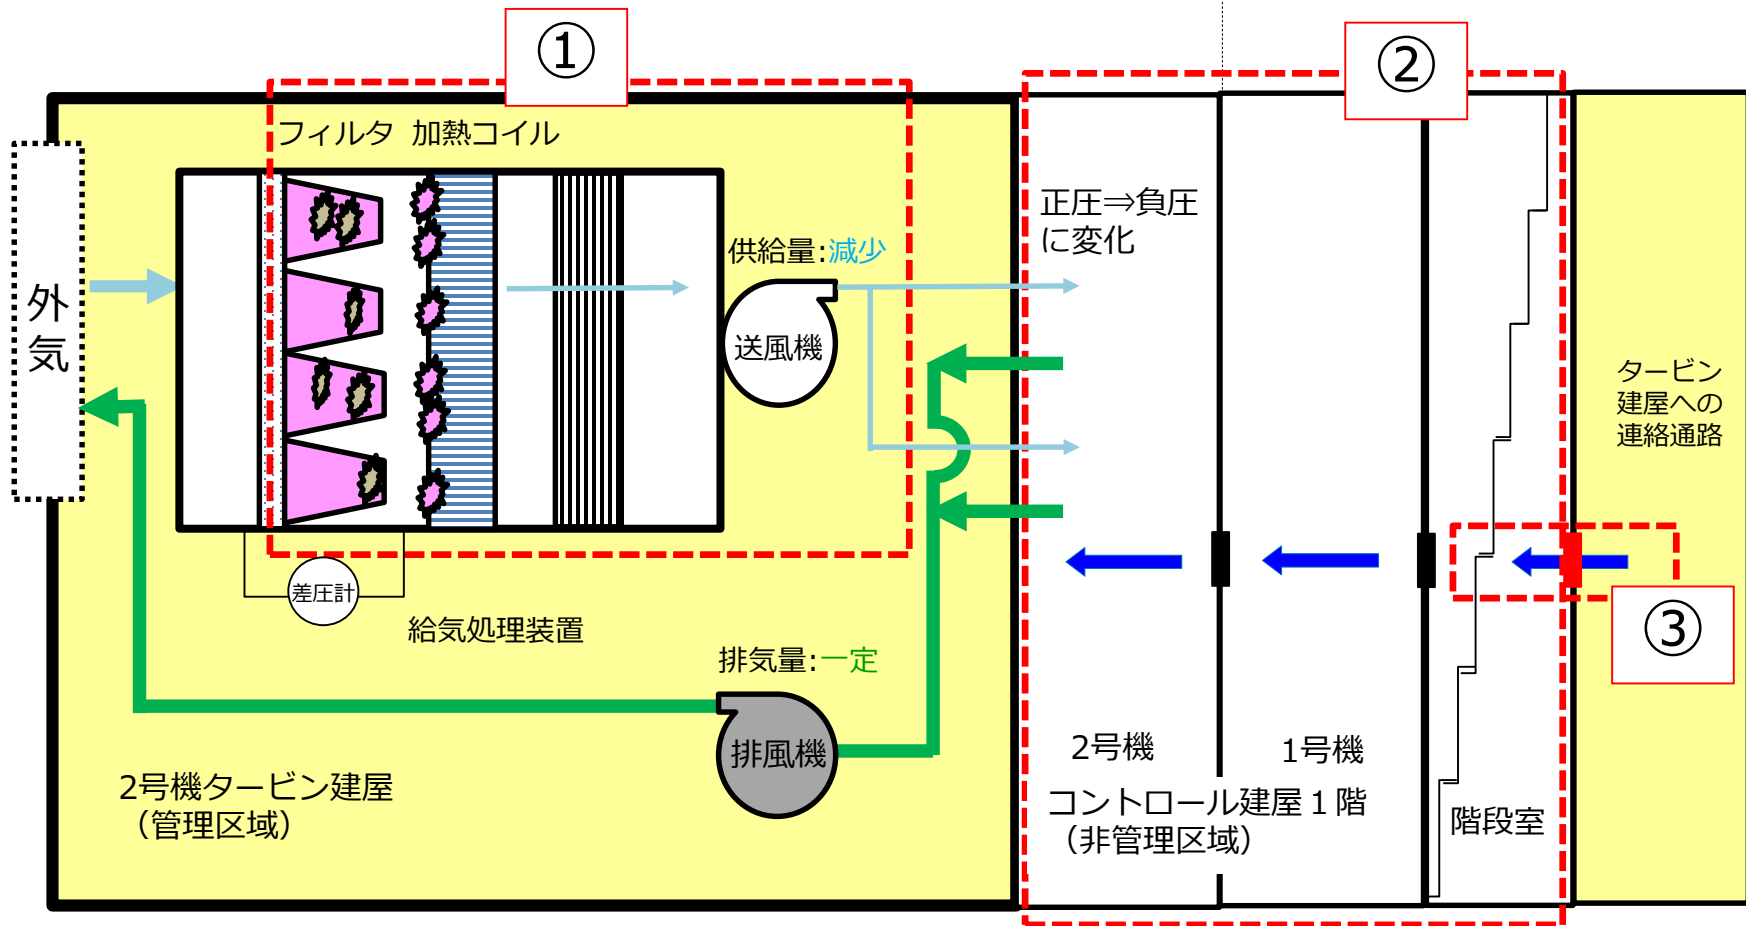 ①
②
フィルタ 加熱コイル
正圧⇒負圧
に変化
供給量:減少
外
気
送風機
タービン
建屋への
連絡通路
差圧計
給気処理装置
③
排気量:一定
排風機
2号機
1号機
2号機タービン建屋
（管理区域）
コントロール建屋１階
（非管理区域）
階段室